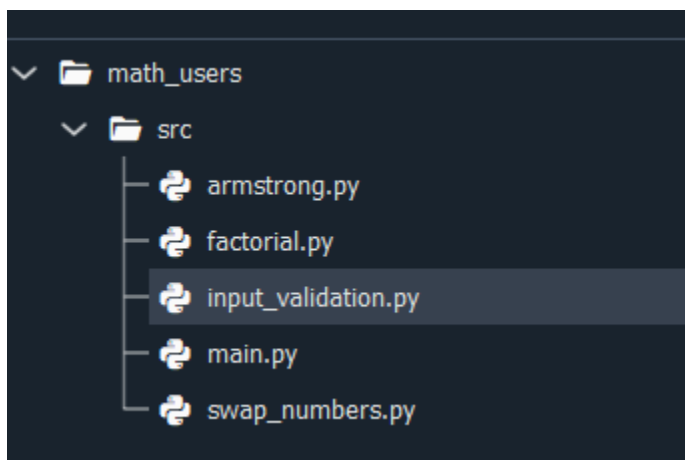 math_users
src
armstrong.py
factorial.py
input_validation.py
main.py
swap_numbers.py